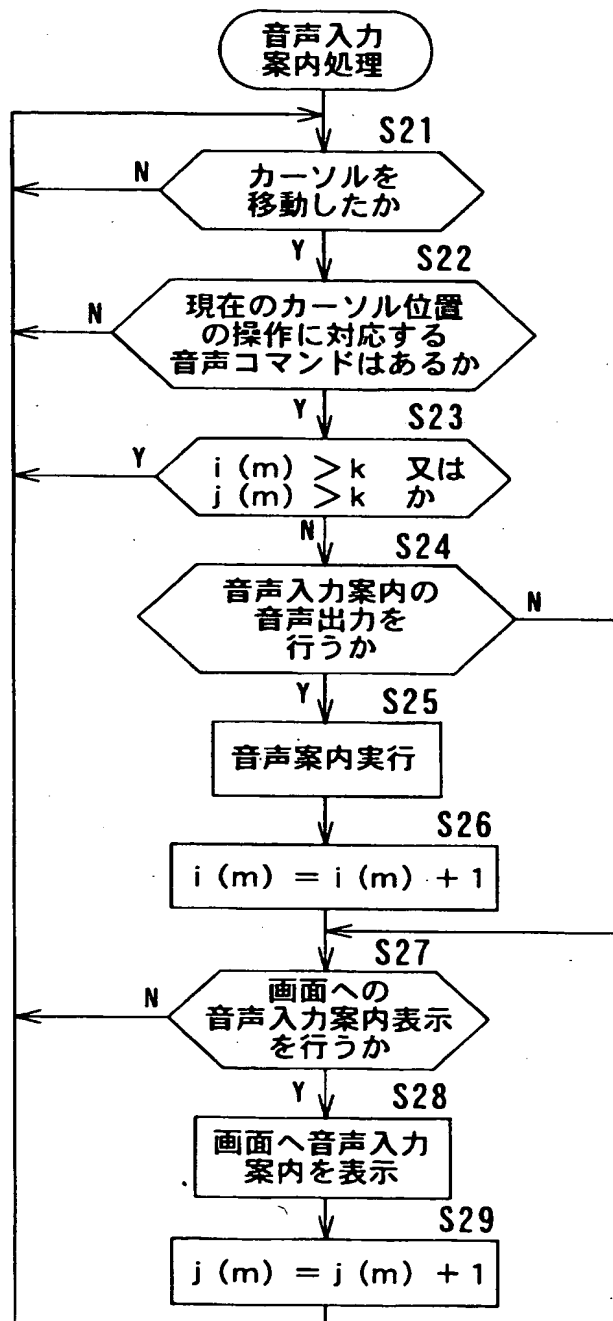 音声入力
案内処理
S21
N
カーソルを
移動したか
Y
S22
N
現在のカーソル位置
の操作に対応する
音声コマンドはあるか
Y
S23
Y
i (m) >k 又は
j (m) >k か
N
S24
音声入力案内の
音声出力を
行うか
N
Y
S25
音声案内実行
S26
i (m) = i (m) + 1
S27
N
画面への
音声入力案内表示
を行うか
Y
S28
画面へ音声入力
案内を表示
S29
j (m) = j (m) + 1